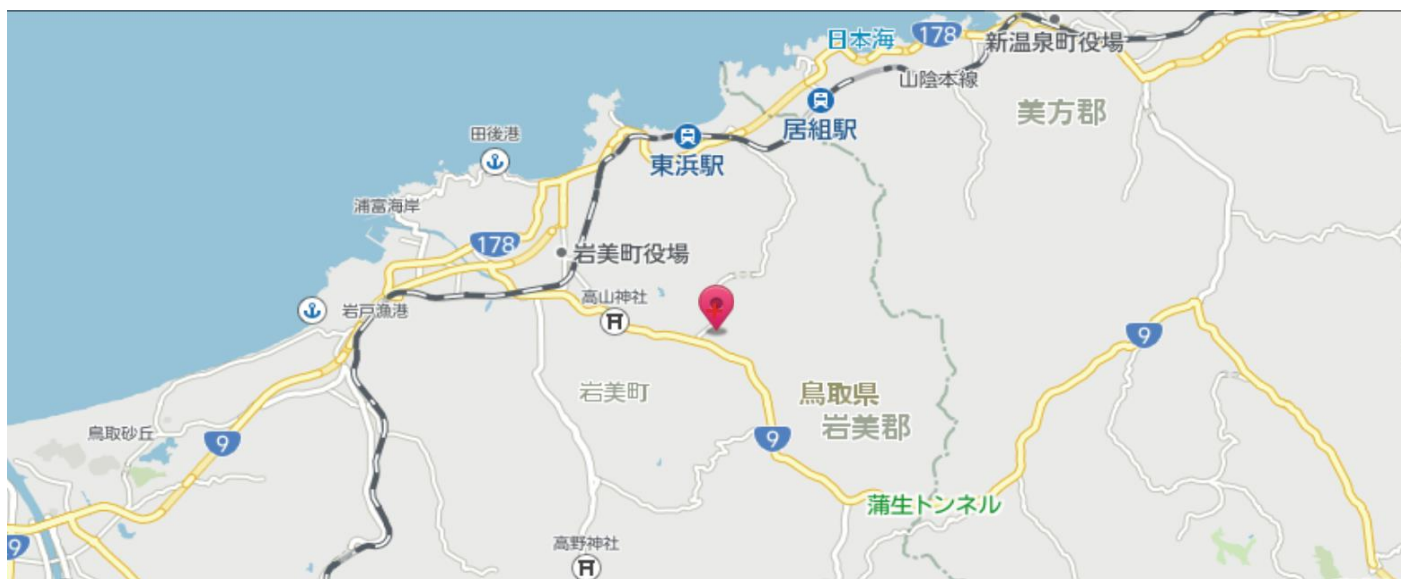 日本海
178
新温泉町役場
山陰本線
美方郡
居組駅
田後港
東浜駅
浦富海岸
178
岩美町役場
高山神社
岩戸漁港
9
岩美町
鳥取県
岩美郡
鳥取砂丘
9
9
蒲生トンネル
高野神社
9